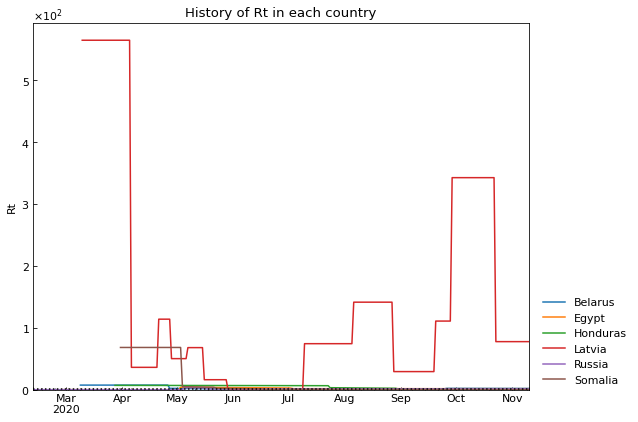 History of Rt in each country
×10²
5
4
3
2
1
0
Rt
Mar Apr May Jun Jul Aug Sep Oct Nov
2020
Belarus
Egypt
Honduras
Latvia
Russia
Somalia